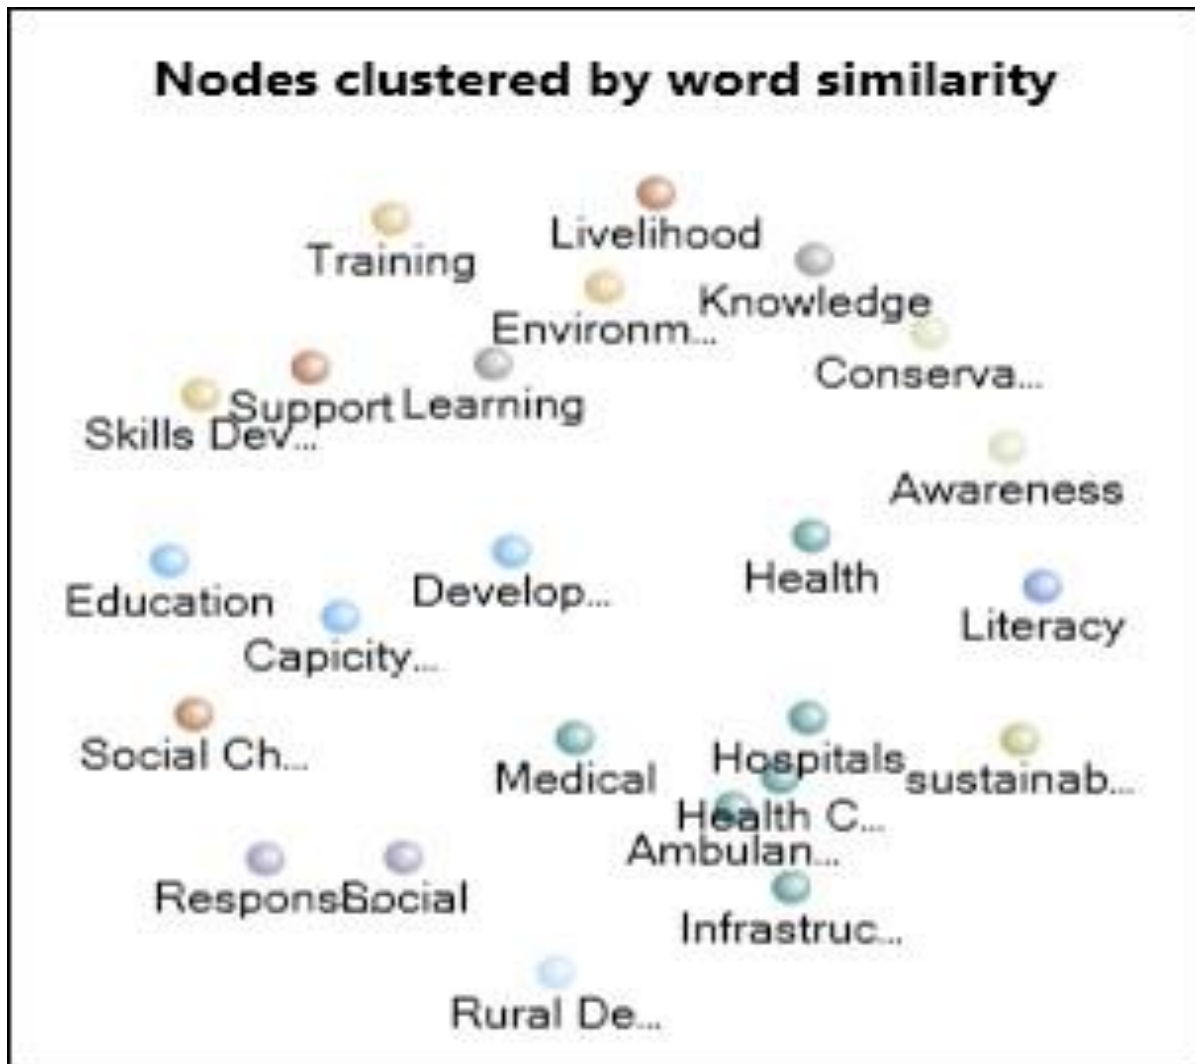 Nodes clustered by word similarity
Livelihood
Training
Knowledge
Environm...
Conserva...
Support
Learning
Skills Dev...
Awareness
Health
Develop...
Education
Literacy
Capicity...
Social Ch...
Hospitals
Medical
sustainab...
Health C...
Ambulan...
Respons...
Social
Infrastruc...
Rural De...